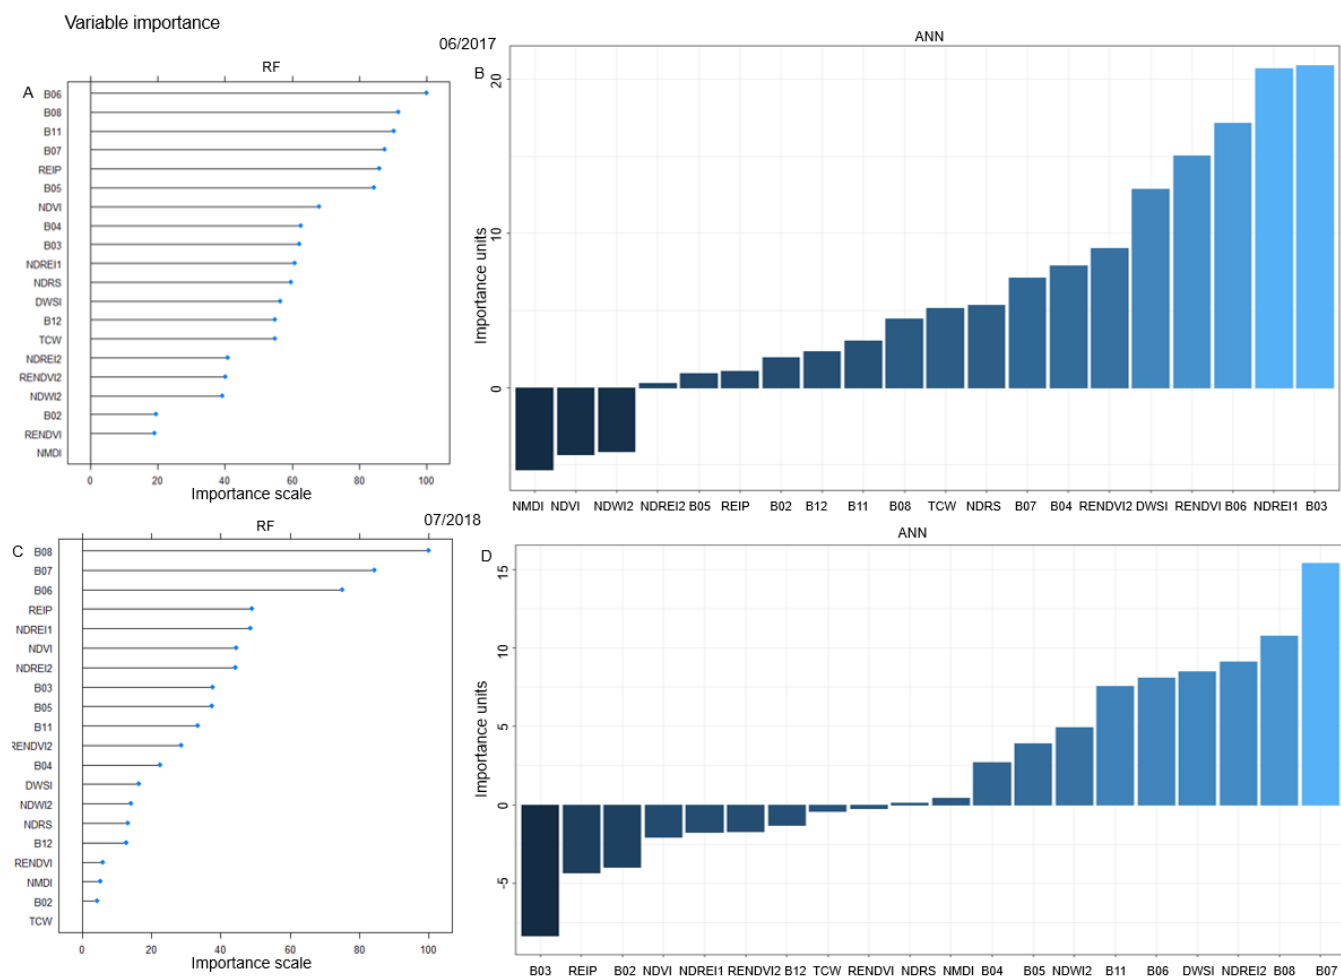 Variable importance
06/2017
RF
A
B06
B08
B11
B07
REIP
B05
NDVI
B04
B03
NDREI1
NDRS
DWSI
B12
TCW
NDREI2
RENDVI2
NDWI2
B02
RENDVI
NMDI
0 20 40 60 80 100
Importance scale
ANN
B
Importance units
20
10
0
NMDI NDVI NDWI2 NDREI2 B05 REIP B02 B12 B11 B08 TCW NDRS B07 B04 RENDVI2 DWSI RENDVI B06 NDREI1 B03
07/2018
RF
C
B08
B07
B06
REIP
NDREI1
NDVI
NDREI2
B03
B05
B11
RENDVI2
B04
DWSI
NDWI2
NDRS
B12
RENDVI
NMDI
B02
TCW
0 20 40 60 80 100
Importance scale
ANN
D
Importance units
15
10
5
0
-5
B03 REIP B02 NDVI NDREI1 RENDVI2 B12 TCW RENDVI NDRS NMDI B04 B05 NDWI2 B11 B06 DWSI NDREI2 B08 B07